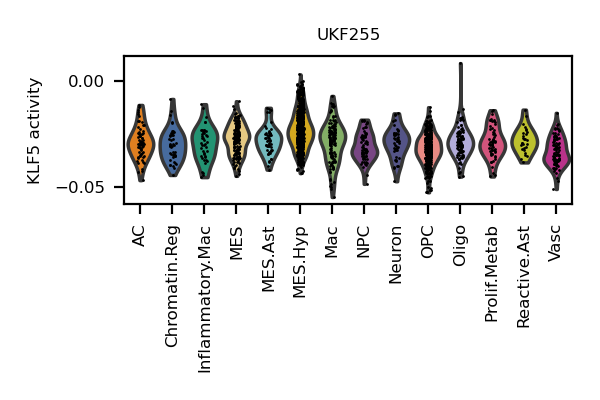 UKF255
KLF5 activity
0.00
−0.05
AC
Chromatin.Reg
Inflammatory.Mac
MES
MES.Ast
MES.Hyp
Mac
NPC
Neuron
OPC
Oligo
Prolif.Metab
Reactive.Ast
Vasc